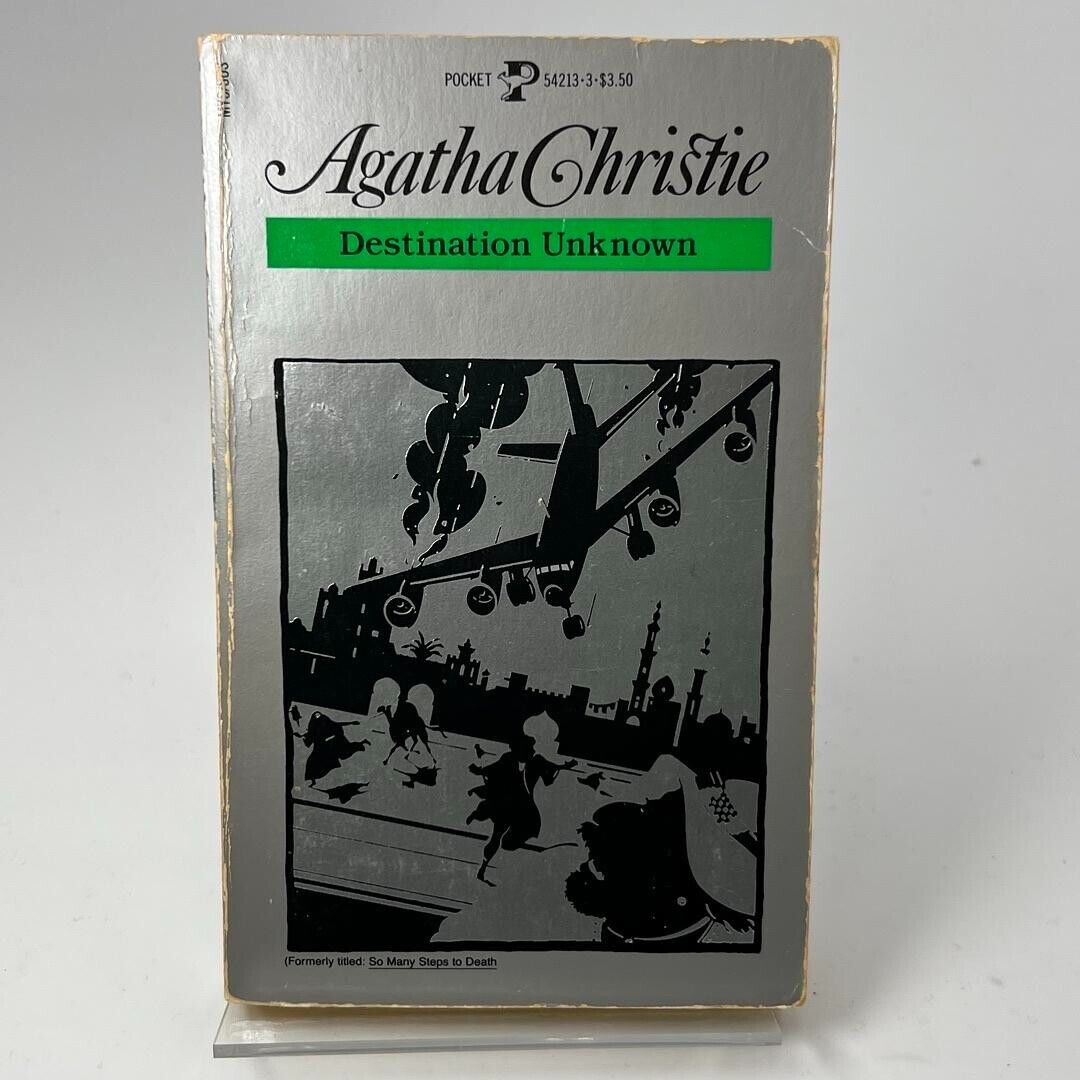 POCKET P 54213·3·$3.50
Agatha Christie
Destination Unknown
(Formerly titled: So Many Steps to Death